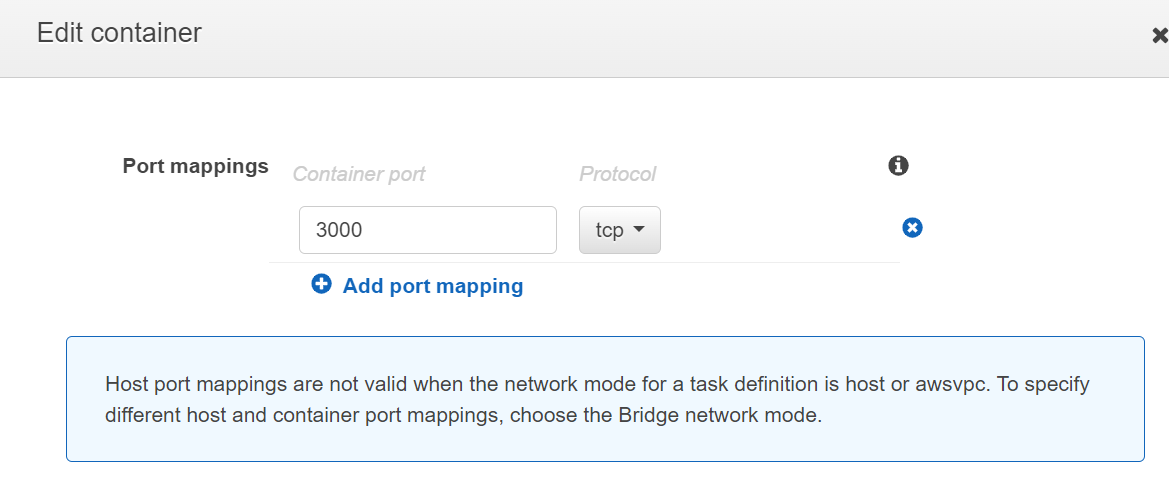 Edit container
Port mappings
Container port
Protocol
3000
tcp
Add port mapping
Host port mappings are not valid when the network mode for a task definition is host or awsvpc. To specify
different host and container port mappings, choose the Bridge network mode.